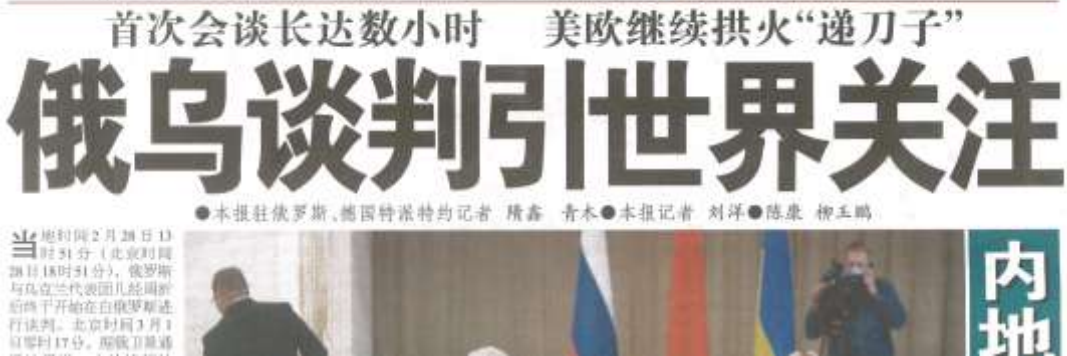 首次会谈长达数小时 美欧继续拱火“递刀子”
俄乌谈判引世界关注
●本报驻俄罗斯、德国特派特约记者 隋鑫 青木●本报记者 刘洋●陈康 柳玉鹏
当地时间2月28日13
时51分（北京时间
28日18时51分），俄罗斯
与乌克兰代表团几经周折
后终于开始在白俄罗斯进
行谈判。北京时间3月1
日零时17分，据俄卫星通
内地